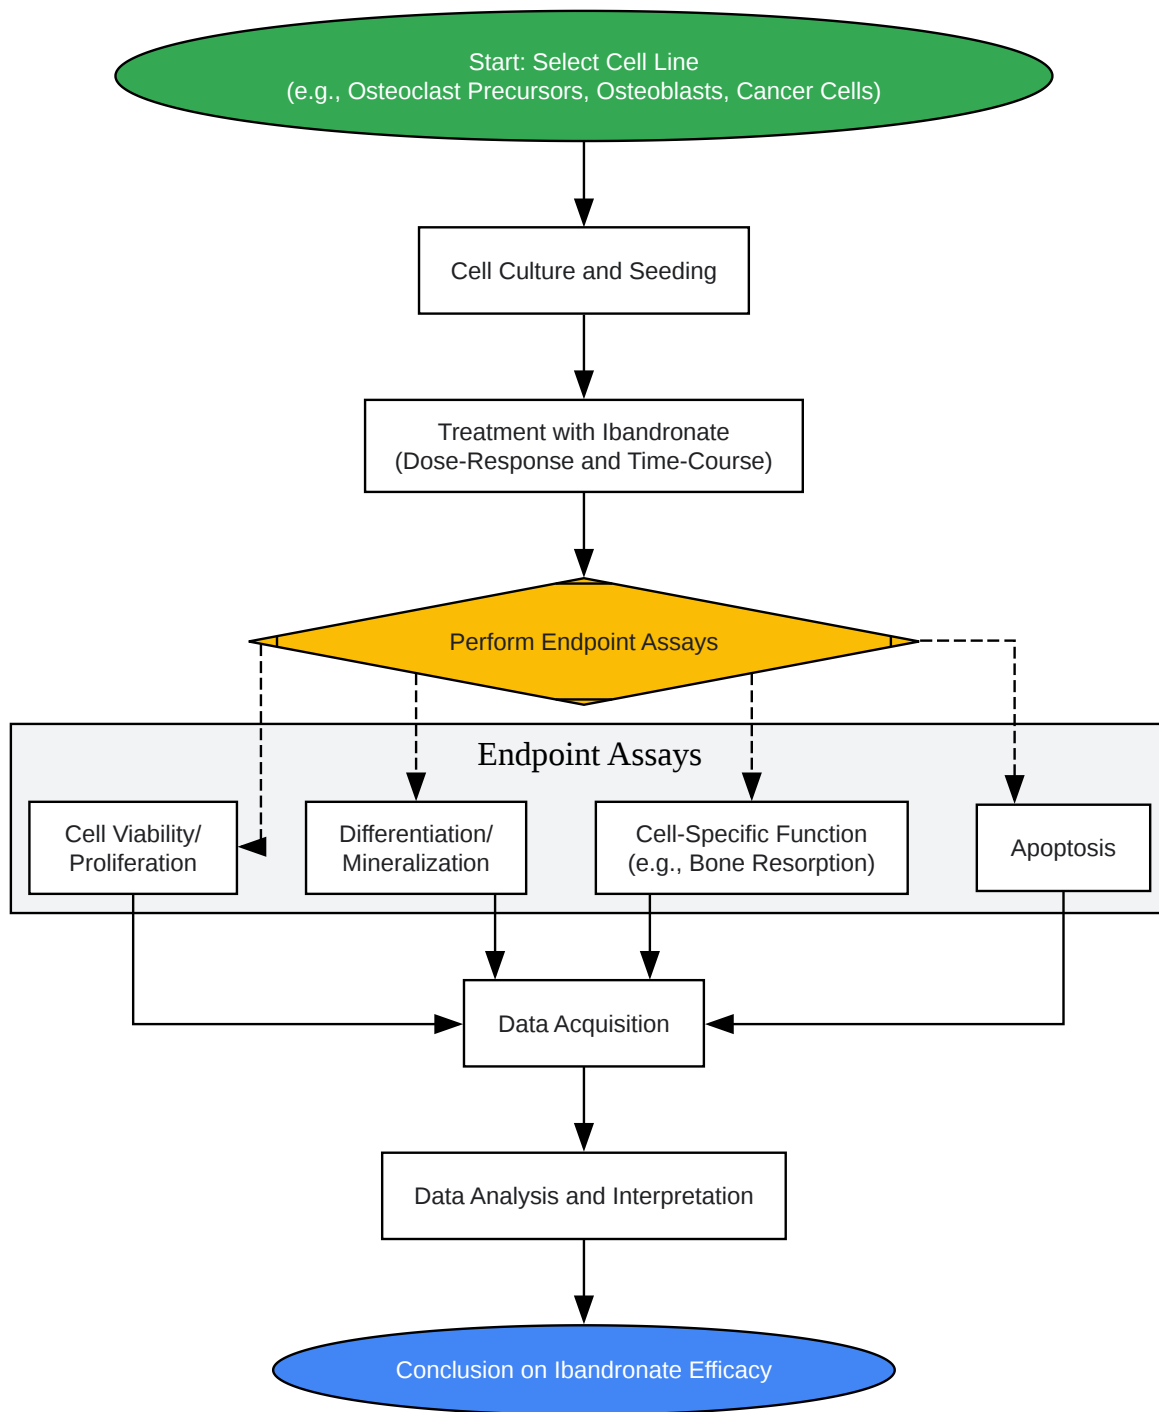 Start: Select Cell Line
(e.g., Osteoclast Precursors, Osteoblasts, Cancer Cells)
Cell Culture and Seeding
Treatment with Ibandronate
(Dose-Response and Time-Course)
Perform Endpoint Assays
Endpoint Assays
Cell Viability/
Proliferation
Differentiation/
Mineralization
Cell-Specific Function
(e.g., Bone Resorption)
Apoptosis
Data Acquisition
Data Analysis and Interpretation
Conclusion on Ibandronate Efficacy